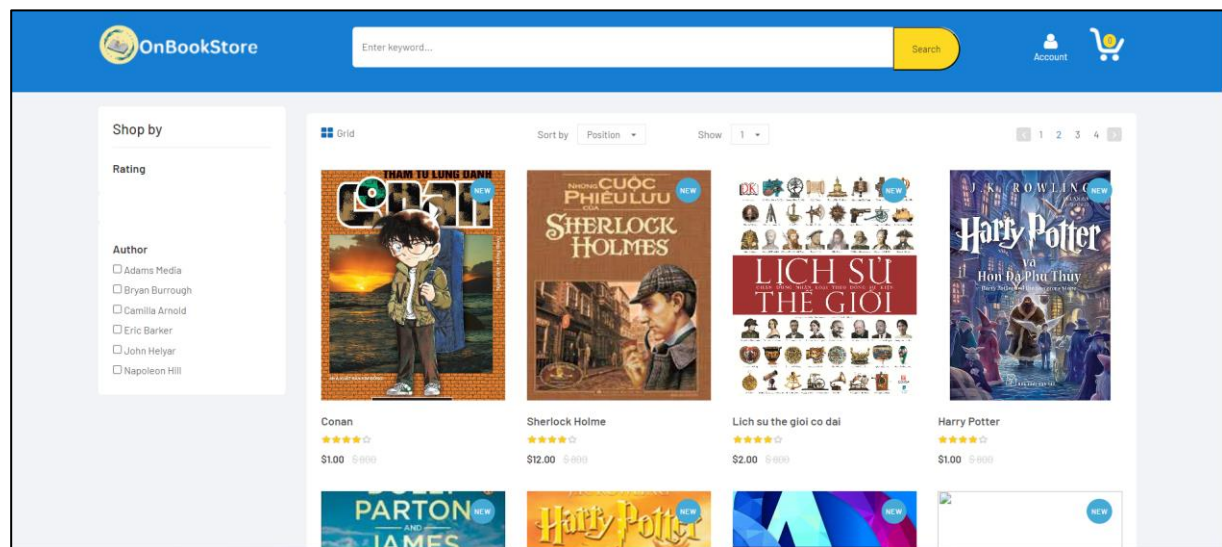 OnBookStore
Enter keyword...
Search
0
Account
Shop by
Rating
Author
Adams Media
Bryan Burrough
Camilla Arnold
Eric Barker
John Helyar
Napoleon Hill
Grid
Sort by Position
Show 1
1 2 3 4
THÁM TỬ LỪNG DANH
CONAN
NEW
NHỮNG CUỘC
PHIÊU LƯU
CỦA
SHERLOCK
HOLMES
NEW
DK
LỊCH SỬ
THẾ GIỚI
NEW
J.K. ROWLING
Harry Potter
và
Hòn Đá Phù Thủy
NEW
Conan
$1.00 $ 800
Sherlock Holme
$12.00 $ 800
Lich su the gioi co dai
$2.00 $ 800
Harry Potter
$1.00 $ 800
DOLLY
PARTON
AND
JAMES
NEW
J.K. ROWLING
Harry Potter
NEW
NEW
NEW